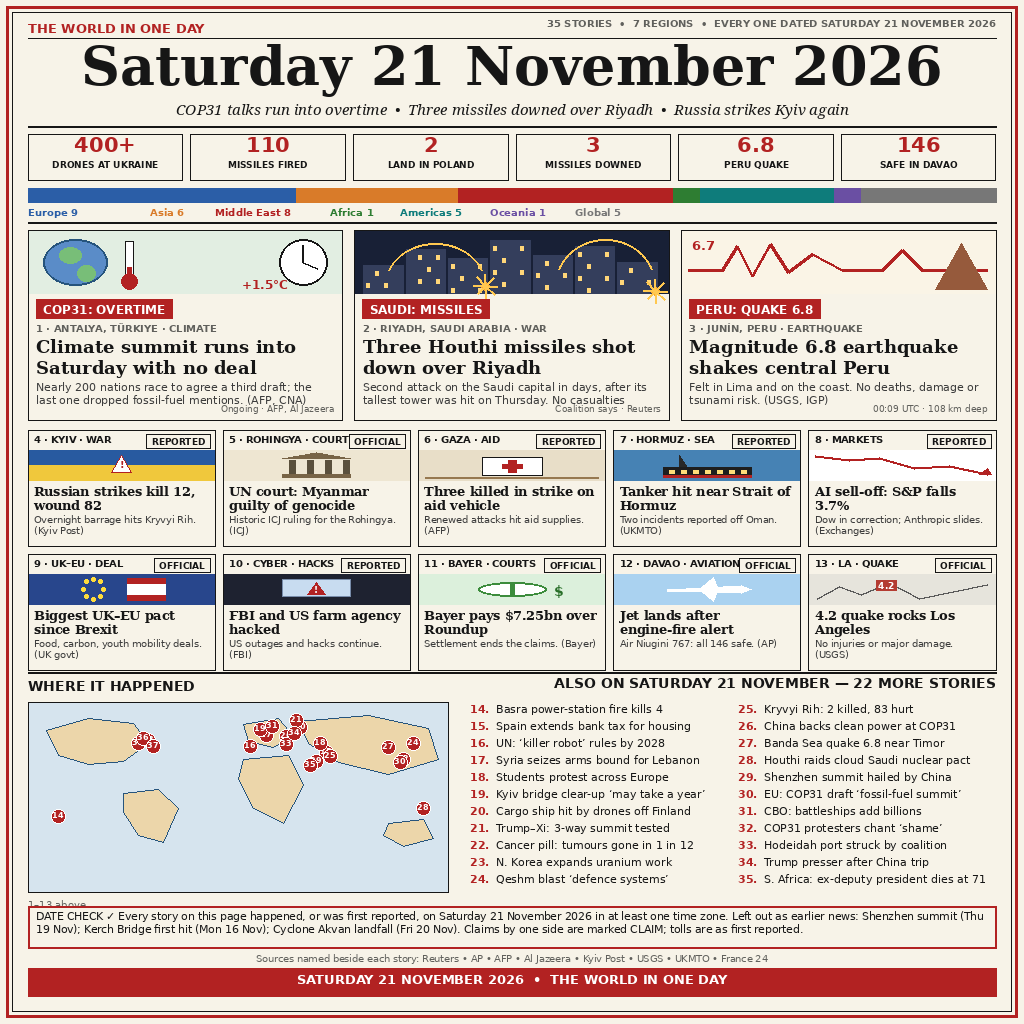 THE WORLD IN ONE DAY
35 STORIES • 7 REGIONS • EVERY ONE DATED SATURDAY 21 NOVEMBER 2026
Saturday 21 November 2026
COP31 talks run into overtime • Three missiles downed over Riyadh • Russia strikes Kyiv again
400+
DRONES AT UKRAINE
110
MISSILES FIRED
2
LAND IN POLAND
3
MISSILES DOWNED
6.8
PERU QUAKE
146
SAFE IN DAVAO
Europe 9
Asia 6
Middle East 8
Africa 1
Americas 5
Oceania 1
Global 5
+1.5°C
COP31: OVERTIME
1 · ANTALYA, TÜRKIYE · CLIMATE
Climate summit runs into
Saturday with no deal
Nearly 200 nations race to agree a third draft; the
last one dropped fossil-fuel mentions. (AFP, CNA)
Ongoing · AFP, Al Jazeera
SAUDI: MISSILES
2 · RIYADH, SAUDI ARABIA · WAR
Three Houthi missiles shot
down over Riyadh
Second attack on the Saudi capital in days, after its
tallest tower was hit on Thursday. No casualties
Coalition says · Reuters
6.7
PERU: QUAKE 6.8
3 · JUNÍN, PERU · EARTHQUAKE
Magnitude 6.8 earthquake
shakes central Peru
Felt in Lima and on the coast. No deaths, damage or
tsunami risk. (USGS, IGP)
00:09 UTC · 108 km deep
4 · KYIV · WAR
REPORTED
!
Russian strikes kill 12,
wound 82
Overnight barrage hits Kryvyi Rih.
(Kyiv Post)
5 · ROHINGYA · COURT
OFFICIAL
UN court: Myanmar
guilty of genocide
Historic ICJ ruling for the Rohingya.
(ICJ)
6 · GAZA · AID
REPORTED
Three killed in strike on
aid vehicle
Renewed attacks hit aid supplies.
(AFP)
7 · HORMUZ · SEA
REPORTED
Tanker hit near Strait of
Hormuz
Two incidents reported off Oman.
(UKMTO)
8 · MARKETS
REPORTED
AI sell-off: S&P falls
3.7%
Dow in correction; Anthropic slides.
(Exchanges)
9 · UK–EU · DEAL
OFFICIAL
Biggest UK–EU pact
since Brexit
Food, carbon, youth mobility deals.
(UK govt)
10 · CYBER · HACKS
REPORTED
!
FBI and US farm agency
hacked
US outages and hacks continue.
(FBI)
11 · BAYER · COURTS
OFFICIAL
$
Bayer pays $7.25bn over
Roundup
Settlement ends the claims. (Bayer)
12 · DAVAO · AVIATION
OFFICIAL
Jet lands after
engine-fire alert
Air Niugini 767: all 146 safe. (AP)
13 · LA · QUAKE
OFFICIAL
4.2
4.2 quake rocks Los
Angeles
No injuries or major damage.
(USGS)
WHERE IT HAPPENED
36
37
16
19
31
21
34
33
18
25
35
27
24
30
28
14
1–13 above
ALSO ON SATURDAY 21 NOVEMBER — 22 MORE STORIES
14. Basra power-station fire kills 4
15. Spain extends bank tax for housing
16. UN: ‘killer robot’ rules by 2028
17. Syria seizes arms bound for Lebanon
18. Students protest across Europe
19. Kyiv bridge clear-up ‘may take a year’
20. Cargo ship hit by drones off Finland
21. Trump–Xi: 3-way summit tested
22. Cancer pill: tumours gone in 1 in 12
23. N. Korea expands uranium work
24. Qeshm blast ‘defence systems’
25. Kryvyi Rih: 2 killed, 83 hurt
26. China backs clean power at COP31
27. Banda Sea quake 6.8 near Timor
28. Houthi raids cloud Saudi nuclear pact
29. Shenzhen summit hailed by China
30. EU: COP31 draft ‘fossil-fuel summit’
31. CBO: battleships add billions
32. COP31 protesters chant ‘shame’
33. Hodeidah port struck by coalition
34. Trump presser after China trip
35. S. Africa: ex-deputy president dies at 71
DATE CHECK ✓ Every story on this page happened, or was first reported, on Saturday 21 November 2026 in at least one time zone. Left out as earlier news: Shenzhen summit (Thu
19 Nov); Kerch Bridge first hit (Mon 16 Nov); Cyclone Akvan landfall (Fri 20 Nov). Claims by one side are marked CLAIM; tolls are as first reported.
Sources named beside each story: Reuters • AP • AFP • Al Jazeera • Kyiv Post • USGS • UKMTO • France 24
SATURDAY 21 NOVEMBER 2026 • THE WORLD IN ONE DAY